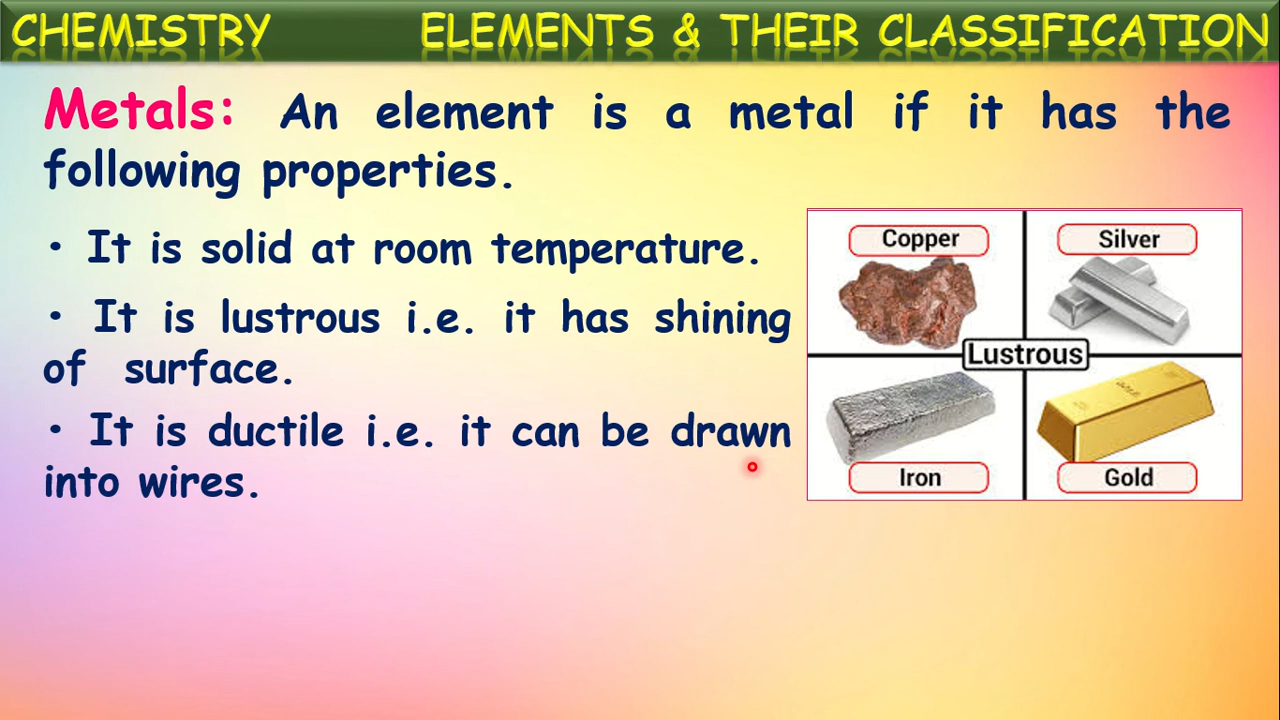 CHEMISTRY ELEMENTS & THEIR CLASSIFICATION
Metals: An element is a metal if it has the
following properties.
• It is solid at room temperature.
• It is lustrous i.e. it has shining
of surface.
• It is ductile i.e. it can be drawn
into wires.
Copper Silver
Lustrous
Iron Gold